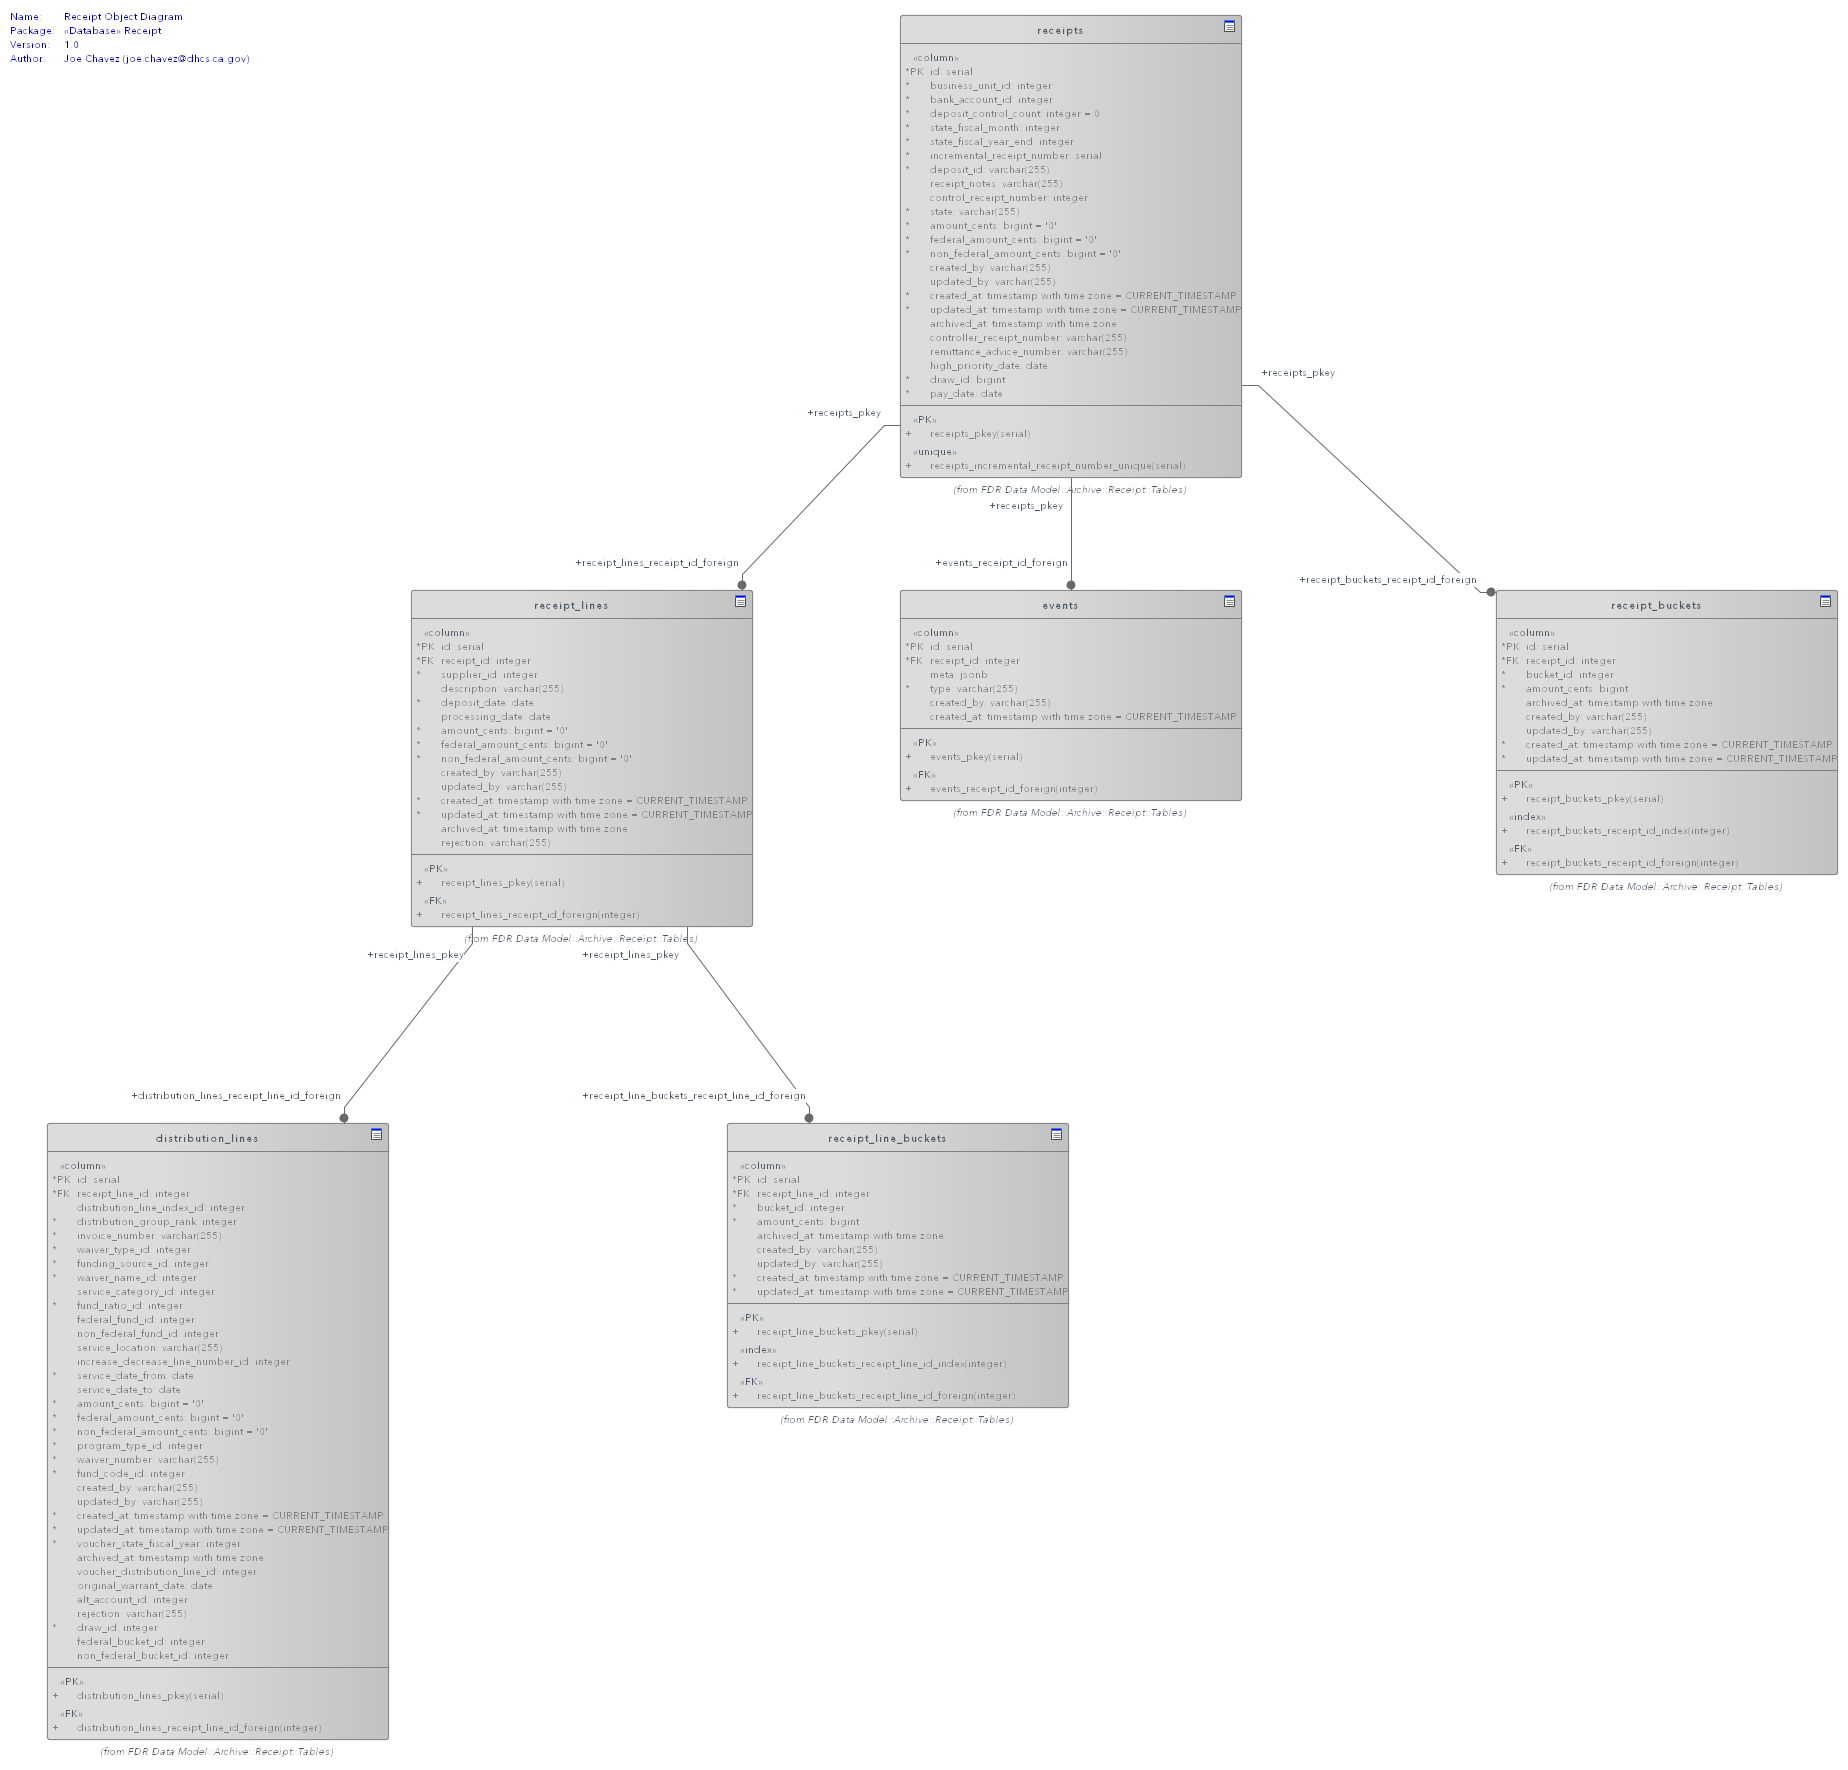 Name: Receipt Object Diagram
Package: «Database» Receipt
Version: 1.0
Author: Joe Chavez (joe.chavez@dhcs.ca.gov)
receipts
«column»
*PK id: serial
* business_unit_id: integer
* bank_account_id: integer
* deposit_control_count: integer = 0
* state_fiscal_month: integer
* state_fiscal_year_end: integer
* incremental_receipt_number: serial
* deposit_id: varchar(255)
receipt_notes: varchar(255)
control_receipt_number: integer
* state: varchar(255)
* amount_cents: bigint = '0'
* federal_amount_cents: bigint = '0'
* non_federal_amount_cents: bigint = '0'
created_by: varchar(255)
updated_by: varchar(255)
* created_at: timestamp with time zone = CURRENT_TIMESTAMP
* updated_at: timestamp with time zone = CURRENT_TIMESTAMP
archived_at: timestamp with time zone
controller_receipt_number: varchar(255)
remittance_advice_number: varchar(255)
high_priority_date: date
* draw_id: bigint
* pay_date: date
«PK»
+ receipts_pkey(serial)
«unique»
+ receipts_incremental_receipt_number_unique(serial)
(from FDR Data Model::Archive::Receipt::Tables)
+receipts_pkey
+receipts_pkey
+receipts_pkey
+receipt_lines_receipt_id_foreign
+events_receipt_id_foreign
+receipt_buckets_receipt_id_foreign
receipt_lines
«column»
*PK id: serial
*FK receipt_id: integer
* supplier_id: integer
description: varchar(255)
* deposit_date: date
processing_date: date
* amount_cents: bigint = '0'
* federal_amount_cents: bigint = '0'
* non_federal_amount_cents: bigint = '0'
created_by: varchar(255)
updated_by: varchar(255)
* created_at: timestamp with time zone = CURRENT_TIMESTAMP
* updated_at: timestamp with time zone = CURRENT_TIMESTAMP
archived_at: timestamp with time zone
rejection: varchar(255)
«PK»
+ receipt_lines_pkey(serial)
«FK»
+ receipt_lines_receipt_id_foreign(integer)
(from FDR Data Model::Archive::Receipt::Tables)
events
«column»
*PK id: serial
*FK receipt_id: integer
meta: jsonb
* type: varchar(255)
created_by: varchar(255)
created_at: timestamp with time zone = CURRENT_TIMESTAMP
«PK»
+ events_pkey(serial)
«FK»
+ events_receipt_id_foreign(integer)
(from FDR Data Model::Archive::Receipt::Tables)
receipt_buckets
«column»
*PK id: serial
*FK receipt_id: integer
* bucket_id: integer
* amount_cents: bigint
archived_at: timestamp with time zone
created_by: varchar(255)
updated_by: varchar(255)
* created_at: timestamp with time zone = CURRENT_TIMESTAMP
* updated_at: timestamp with time zone = CURRENT_TIMESTAMP
«PK»
+ receipt_buckets_pkey(serial)
«index»
+ receipt_buckets_receipt_id_index(integer)
«FK»
+ receipt_buckets_receipt_id_foreign(integer)
(from FDR Data Model::Archive::Receipt::Tables)
+receipt_lines_pkey
+receipt_lines_pkey
+distribution_lines_receipt_line_id_foreign
+receipt_line_buckets_receipt_line_id_foreign
distribution_lines
«column»
*PK id: serial
*FK receipt_line_id: integer
distribution_line_index_id: integer
* distribution_group_rank: integer
* invoice_number: varchar(255)
* waiver_type_id: integer
* funding_source_id: integer
* waiver_name_id: integer
service_category_id: integer
* fund_ratio_id: integer
federal_fund_id: integer
non_federal_fund_id: integer
service_location: varchar(255)
increase_decrease_line_number_id: integer
* service_date_from: date
service_date_to: date
* amount_cents: bigint = '0'
* federal_amount_cents: bigint = '0'
* non_federal_amount_cents: bigint = '0'
* program_type_id: integer
* waiver_number: varchar(255)
* fund_code_id: integer
created_by: varchar(255)
updated_by: varchar(255)
* created_at: timestamp with time zone = CURRENT_TIMESTAMP
* updated_at: timestamp with time zone = CURRENT_TIMESTAMP
* voucher_state_fiscal_year: integer
archived_at: timestamp with time zone
voucher_distribution_line_id: integer
original_warrant_date: date
alt_account_id: integer
rejection: varchar(255)
* draw_id: integer
federal_bucket_id: integer
non_federal_bucket_id: integer
«PK»
+ distribution_lines_pkey(serial)
«FK»
+ distribution_lines_receipt_line_id_foreign(integer)
(from FDR Data Model::Archive::Receipt::Tables)
receipt_line_buckets
«column»
*PK id: serial
*FK receipt_line_id: integer
* bucket_id: integer
* amount_cents: bigint
archived_at: timestamp with time zone
created_by: varchar(255)
updated_by: varchar(255)
* created_at: timestamp with time zone = CURRENT_TIMESTAMP
* updated_at: timestamp with time zone = CURRENT_TIMESTAMP
«PK»
+ receipt_line_buckets_pkey(serial)
«index»
+ receipt_line_buckets_receipt_line_id_index(integer)
«FK»
+ receipt_line_buckets_receipt_line_id_foreign(integer)
(from FDR Data Model::Archive::Receipt::Tables)